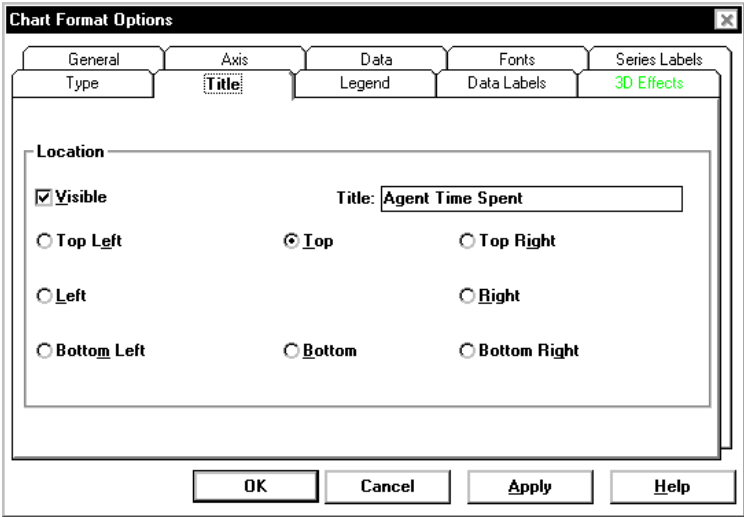 Chart Format Options
General Axis Data Fonts Series Labels
Type Title Legend Data Labels 3D Effects
Location
Visible Title: Agent Time Spent
Top Left Top Top Right
Left Right
Bottom Left Bottom Bottom Right
OK Cancel Apply Help